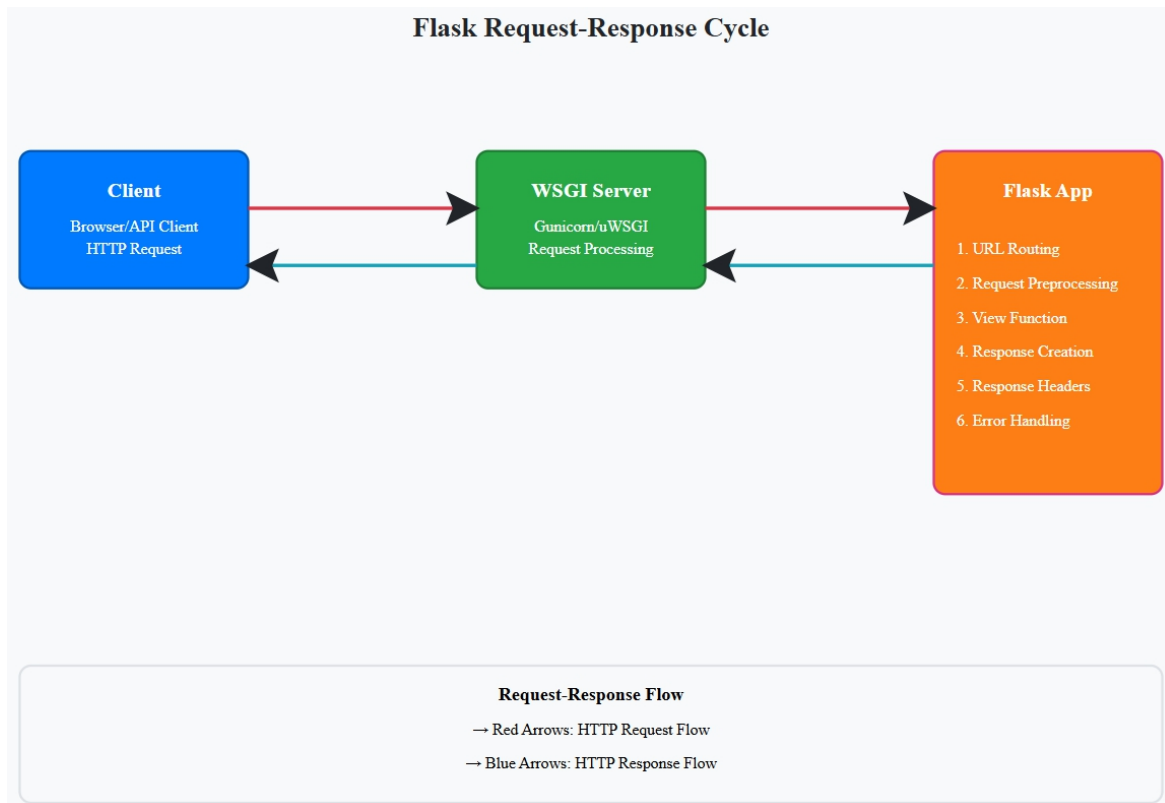 Flask Request-Response Cycle
Client
Browser/API Client
HTTP Request
WSGI Server
Gunicorn/uWSGI
Request Processing
Flask App
1. URL Routing
2. Request Preprocessing
3. View Function
4. Response Creation
5. Response Headers
6. Error Handling
Request-Response Flow
→ Red Arrows: HTTP Request Flow
→ Blue Arrows: HTTP Response Flow